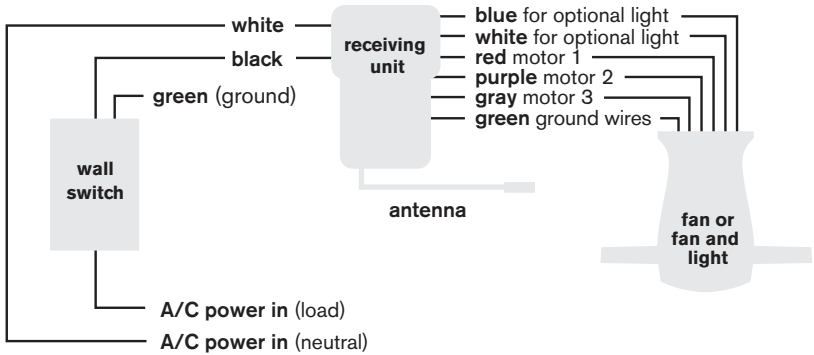 white
black
green (ground)
wall
switch
A/C power in (load)
A/C power in (neutral)
receiving
unit
antenna
blue for optional light
white for optional light
red motor 1
purple motor 2
gray motor 3
green ground wires
fan or
fan and
light